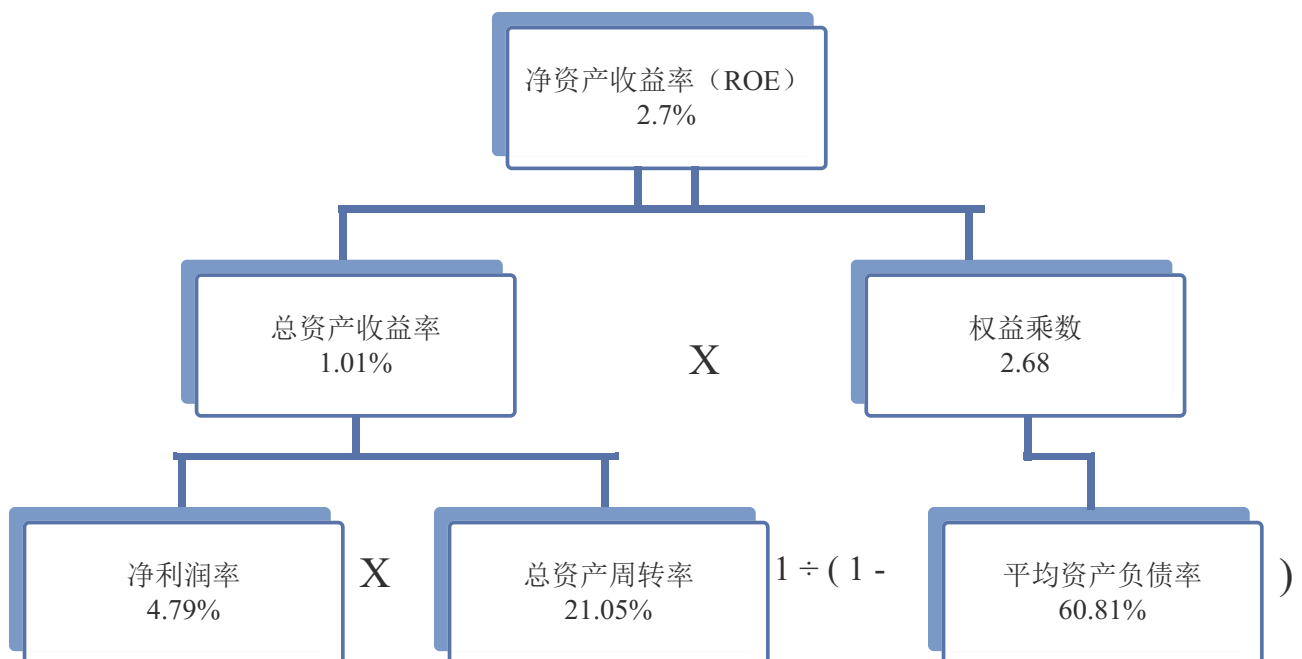 净资产收益率（ROE）
2.7%
总资产收益率
1.01%
X
权益乘数
2.68
净利润率
4.79%
X
总资产周转率
21.05%
1 ÷ ( 1 -
平均资产负债率
60.81%
)